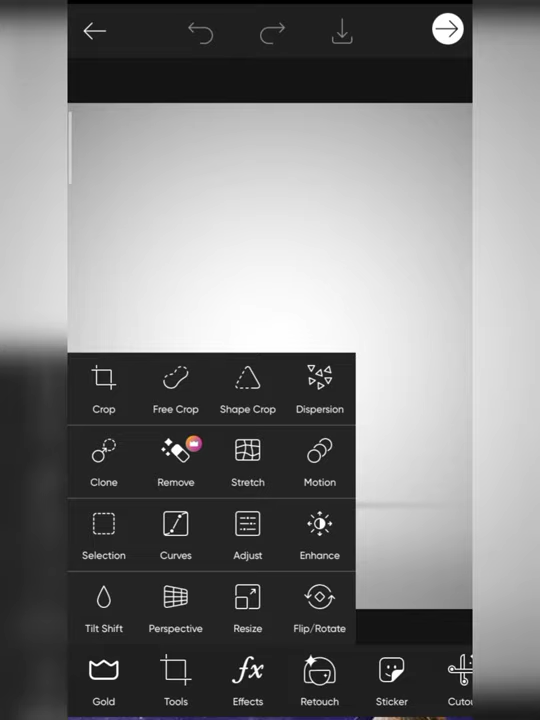 Crop Free Crop Shape Crop Dispersion
Clone Remove Stretch Motion
Selection Curves Adjust Enhance
Tilt Shift Perspective Resize Flip/Rotate
Gold Tools Effects Retouch Sticker Cutou